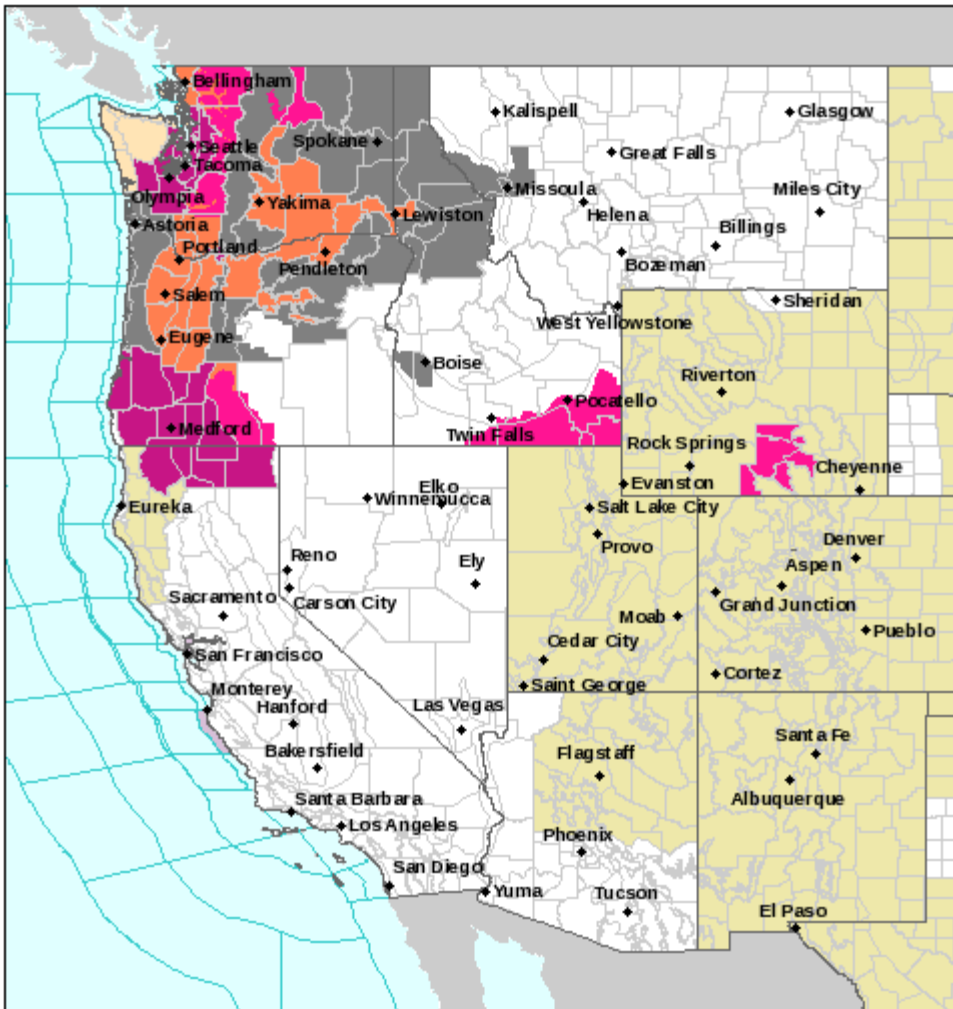 Bellingham
Kalispell
Glasgow
Spokane
Seattle
Great Falls
Tacoma
Missoula
Miles City
Olympia
Yakima
Helena
Lewiston
Astoria
Billings
Portland
Pendleton
Bozeman
Salem
Sheridan
West Yellowstone
Eugene
Boise
Riverton
Pocatello
Medford
Twin Falls
Rock Springs
Cheyenne
Evanston
Elko
Winnemucca
Eureka
Salt Lake City
Denver
Provo
Reno
Ely
Aspen
Sacramento
Carson City
Grand Junction
Moab
Pueblo
Cedar City
San Francisco
Cortez
Saint George
Monterey
Hanford
Las Vegas
Santa Fe
Bakersfield
Flagstaff
Albuquerque
Santa Barbara
Los Angeles
Phoenix
San Diego
Yuma
Tucson
El Paso